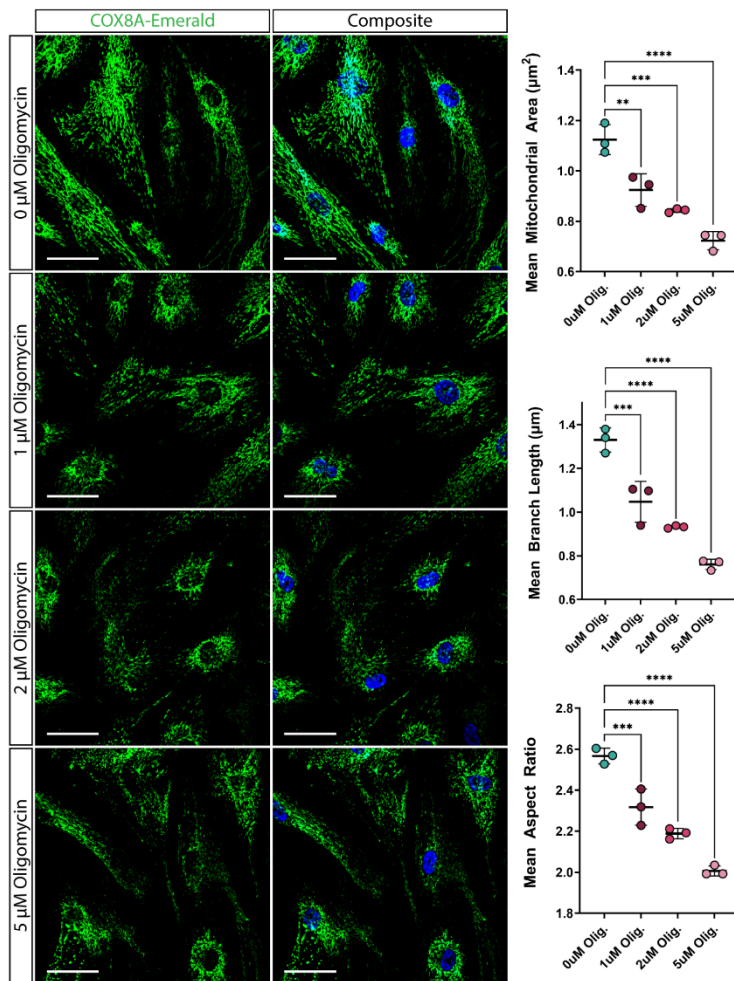 COX8A-Emerald
Composite
0 µM Oligomycin
1 µM Oligomycin
2 µM Oligomycin
5 µM Oligomycin
Mean Mitochondrial Area (µm²)
1.4
1.2
1.0
0.8
0.6
****
***
**
0uM Olig.
1uM Olig.
2uM Olig.
5uM Olig.
Mean Branch Length (µm)
1.4
1.2
1.0
0.8
0.6
****
****
***
0uM Olig.
1uM Olig.
2uM Olig.
5uM Olig.
Mean Aspect Ratio
2.8
2.6
2.4
2.2
2.0
1.8
****
****
***
0uM Olig.
1uM Olig.
2uM Olig.
5uM Olig.